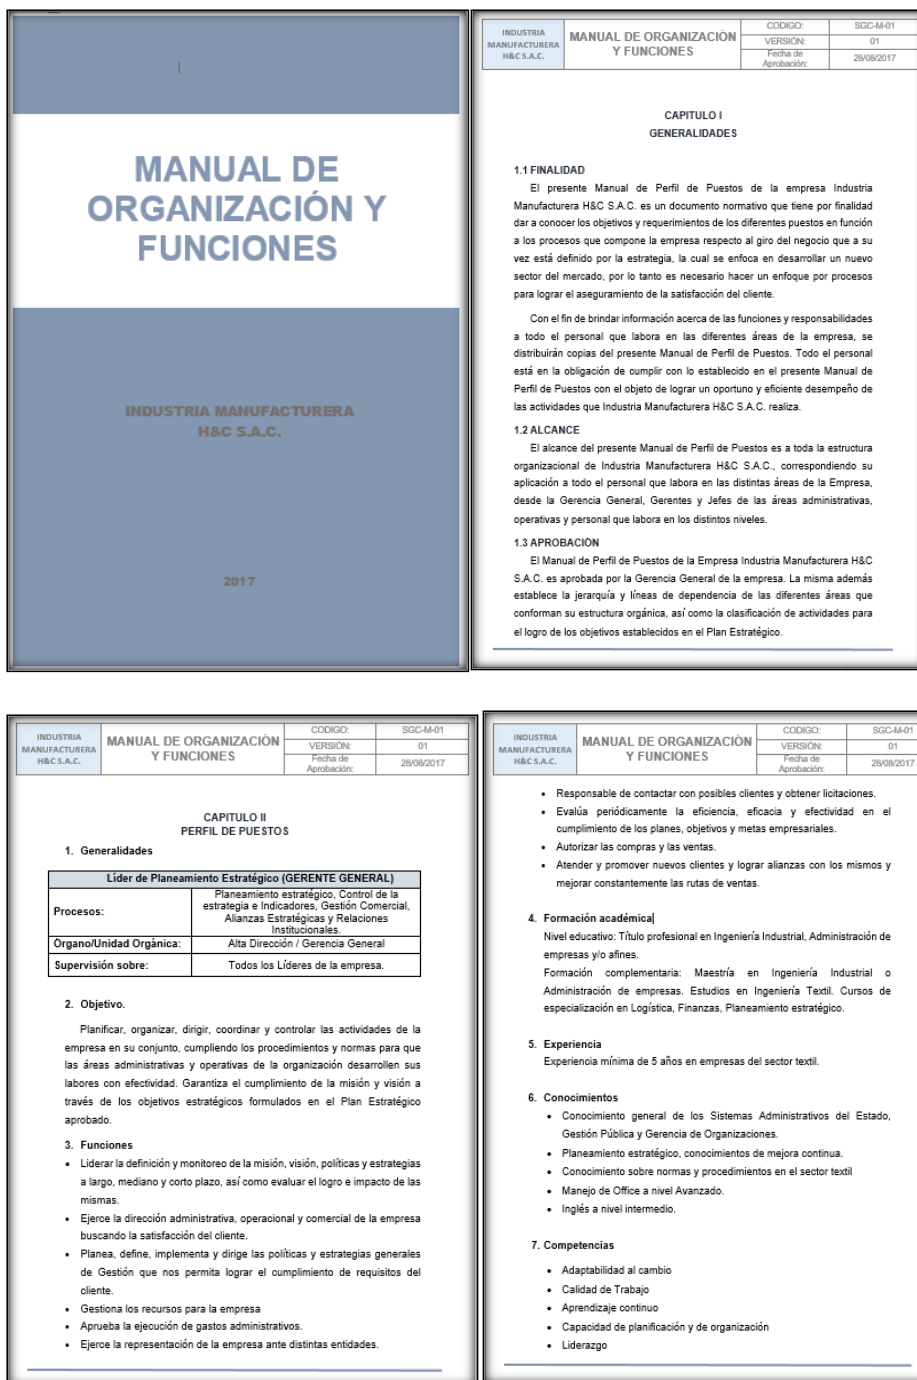 MANUAL DE
ORGANIZACIÓN Y
FUNCIONES
INDUSTRIA MANUFACTURERA
H&C S.A.C.
2017
INDUSTRIA
MANUFACTURERA
H&C S.A.C.
MANUAL DE ORGANIZACIÓN
Y FUNCIONES
CODIGO:
SGC-M-01
VERSIÓN:
01
Fecha de
Aprobación:
28/08/2017
CAPITULO I
GENERALIDADES
1.1 FINALIDAD
El presente Manual de Perfil de Puestos de la empresa Industria
Manufacturera H&C S.A.C. es un documento normativo que tiene por finalidad
dar a conocer los objetivos y requerimientos de los diferentes puestos en función
a los procesos que compone la empresa respecto al giro del negocio que a su
vez está definido por la estrategia, la cual se enfoca en desarrollar un nuevo
sector del mercado, por lo tanto es necesario hacer un enfoque por procesos
para lograr el aseguramiento de la satisfacción del cliente.
Con el fin de brindar información acerca de las funciones y responsabilidades
a todo el personal que labora en las diferentes áreas de la empresa, se
distribuirán copias del presente Manual de Perfil de Puestos. Todo el personal
está en la obligación de cumplir con lo establecido en el presente Manual de
Perfil de Puestos con el objeto de lograr un oportuno y eficiente desempeño de
las actividades que Industria Manufacturera H&C S.A.C. realiza.
1.2 ALCANCE
El alcance del presente Manual de Perfil de Puestos es a toda la estructura
organizacional de Industria Manufacturera H&C S.A.C., correspondiendo su
aplicación a todo el personal que labora en las distintas áreas de la Empresa,
desde la Gerencia General, Gerentes y Jefes de las áreas administrativas,
operativas y personal que labora en los distintos niveles.
1.3 APROBACIÓN
El Manual de Perfil de Puestos de la Empresa Industria Manufacturera H&C
S.A.C. es aprobada por la Gerencia General de la empresa. La misma además
establece la jerarquía y líneas de dependencia de las diferentes áreas que
conforman su estructura orgánica, así como la clasificación de actividades para
el logro de los objetivos establecidos en el Plan Estratégico.
INDUSTRIA
MANUFACTURERA
H&C S.A.C.
MANUAL DE ORGANIZACIÓN
Y FUNCIONES
CODIGO:
SGC-M-01
VERSIÓN:
01
Fecha de
Aprobación:
28/08/2017
CAPITULO II
PERFIL DE PUESTOS
1. Generalidades
Líder de Planeamiento Estratégico (GERENTE GENERAL)
Procesos:
Planeamiento estratégico, Control de la
estrategia e Indicadores, Gestión Comercial,
Alianzas Estratégicas y Relaciones
Institucionales.
Órgano/Unidad Orgánica:
Alta Dirección / Gerencia General
Supervisión sobre:
Todos los Líderes de la empresa.
2. Objetivo.
Planificar, organizar, dirigir, coordinar y controlar las actividades de la
empresa en su conjunto, cumpliendo los procedimientos y normas para que
las áreas administrativas y operativas de la organización desarrollen sus
labores con efectividad. Garantiza el cumplimiento de la misión y visión a
través de los objetivos estratégicos formulados en el Plan Estratégico
aprobado.
3. Funciones
• Liderar la definición y monitoreo de la misión, visión, políticas y estrategias
a largo, mediano y corto plazo, así como evaluar el logro e impacto de las
mismas.
• Ejerce la dirección administrativa, operacional y comercial de la empresa
buscando la satisfacción del cliente.
• Planea, define, implementa y dirige las políticas y estrategias generales
de Gestión que nos permita lograr el cumplimiento de requisitos del
cliente.
• Gestiona los recursos para la empresa
• Aprueba la ejecución de gastos administrativos.
• Ejerce la representación de la empresa ante distintas entidades.
INDUSTRIA
MANUFACTURERA
H&C S.A.C.
MANUAL DE ORGANIZACIÓN
Y FUNCIONES
CODIGO:
SGC-M-01
VERSIÓN:
01
Fecha de
Aprobación:
28/08/2017
• Responsable de contactar con posibles clientes y obtener licitaciones.
• Evalúa periódicamente la eficiencia, eficacia y efectividad en el
cumplimiento de los planes, objetivos y metas empresariales.
• Autorizar las compras y las ventas.
• Atender y promover nuevos clientes y lograr alianzas con los mismos y
mejorar constantemente las rutas de ventas.
4. Formación académica
Nivel educativo: Título profesional en Ingeniería Industrial, Administración de
empresas y/o afines.
Formación complementaria: Maestría en Ingeniería Industrial o
Administración de empresas. Estudios en Ingeniería Textil. Cursos de
especialización en Logística, Finanzas, Planeamiento estratégico.
5. Experiencia
Experiencia mínima de 5 años en empresas del sector textil.
6. Conocimientos
• Conocimiento general de los Sistemas Administrativos del Estado,
Gestión Pública y Gerencia de Organizaciones.
• Planeamiento estratégico, conocimientos de mejora continua.
• Conocimiento sobre normas y procedimientos en el sector textil
• Manejo de Office a nivel Avanzado.
• Inglés a nivel intermedio.
7. Competencias
• Adaptabilidad al cambio
• Calidad de Trabajo
• Aprendizaje continuo
• Capacidad de planificación y de organización
• Liderazgo